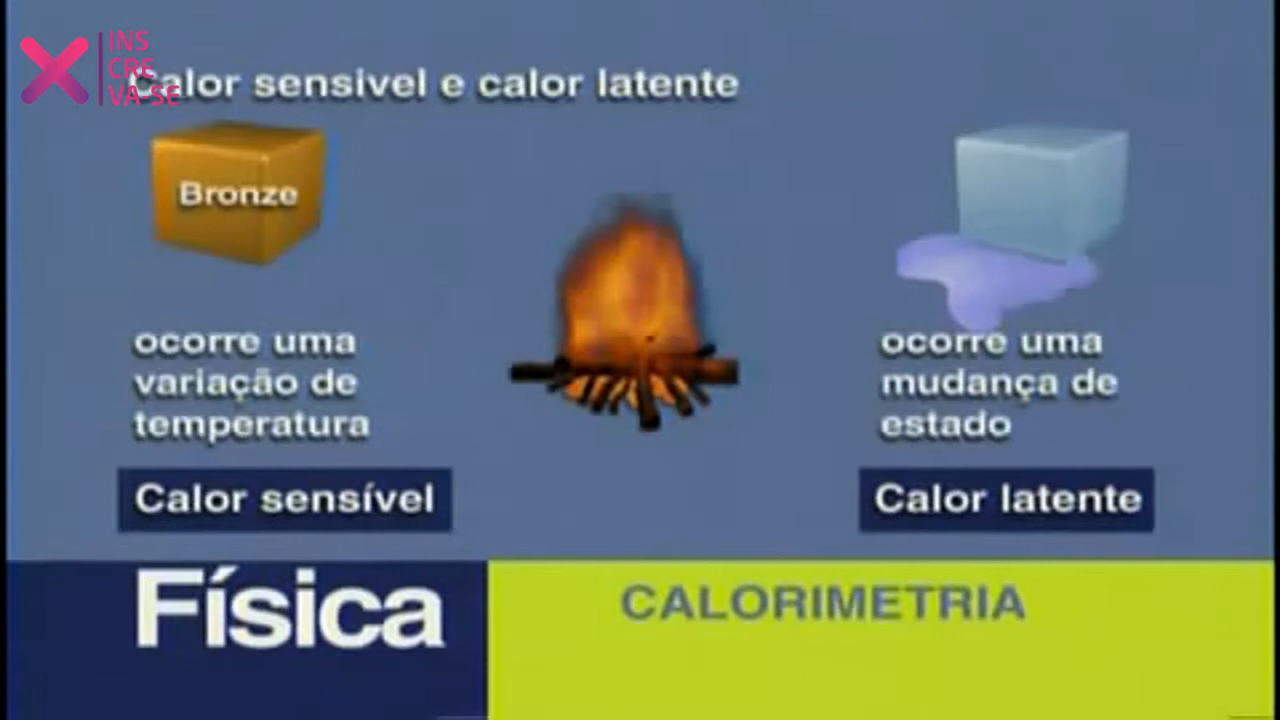 INS
CRE
VA-SE
Calor sensivel e calor latente
Bronze
ocorre uma
variação de
temperatura
Calor sensível
ocorre uma
mudança de
estado
Calor latente
Física
CALORIMETRIA